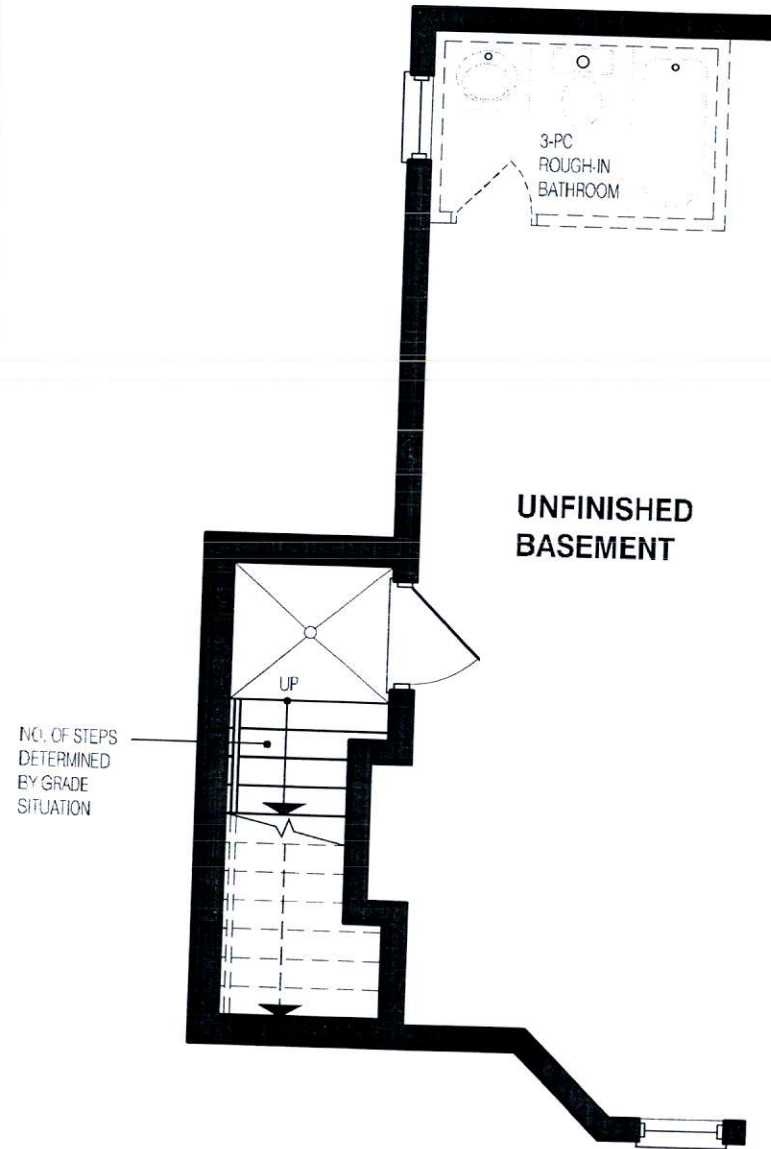 3-PC
ROUGH-IN
BATHROOM
UNFINISHED
BASEMENT
UP
NO. OF STEPS
DETERMINED
BY GRADE
SITUATION